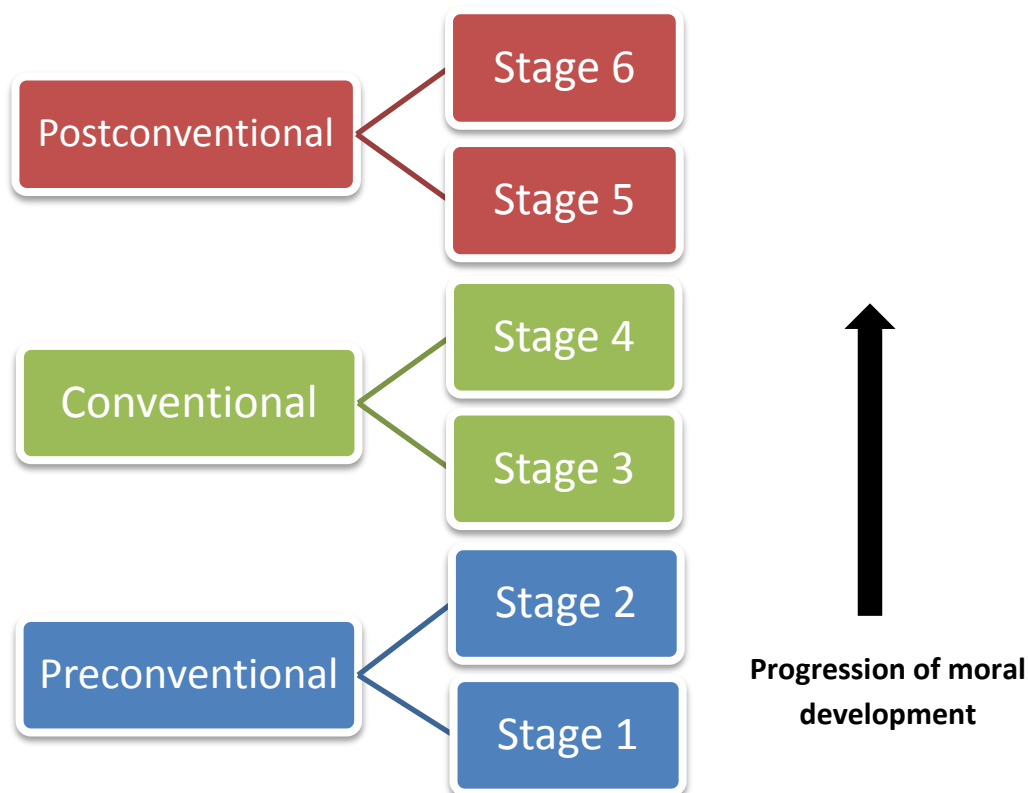 Stage 6
Postconventional
Stage 5
Stage 4
Conventional
Stage 3
Stage 2
Preconventional
Stage 1
Progression of moral
development